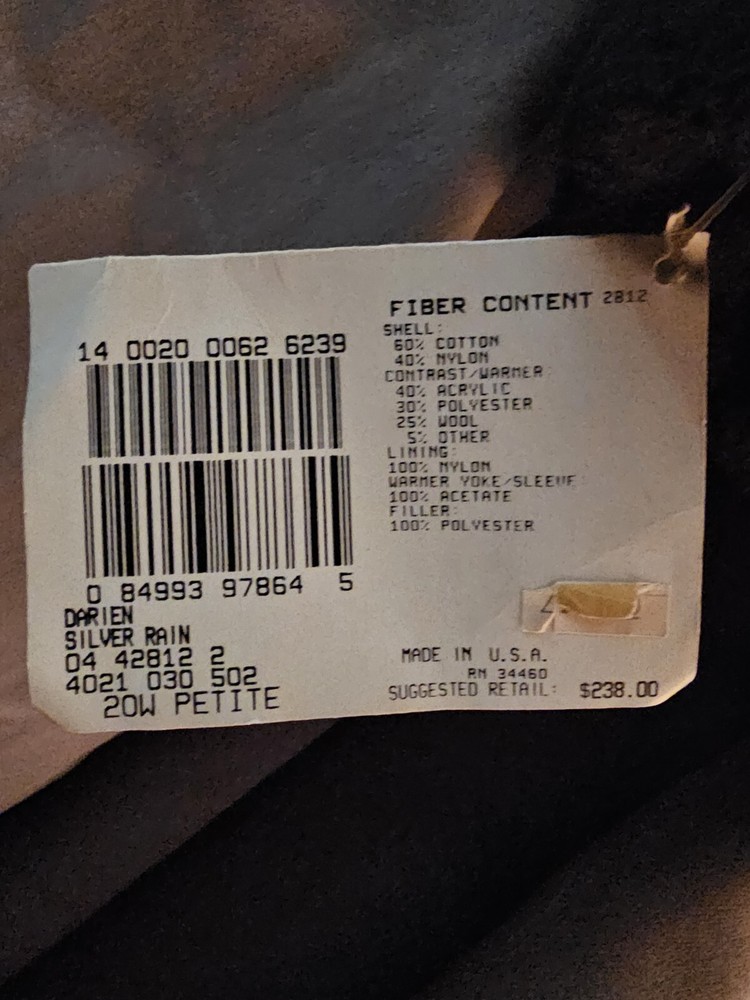 14 0020 0062 6239
0 84993 97864 5
DARIEN
SILVER RAIN
04 42812 2
4021 030 502
20W PETITE
FIBER CONTENT 2812
SHELL:
60% COTTON
40% NYLON
CONTRAST/WARMER
40% ACRYLIC
30% POLYESTER
25% WOOL
5% OTHER
LINING:
100% NYLON
WARMER YOKE/SLEEVE:
100% ACETATE
FILLER:
100% POLYESTER
MADE IN U.S.A.
RN 34460
SUGGESTED RETAIL: $238.00